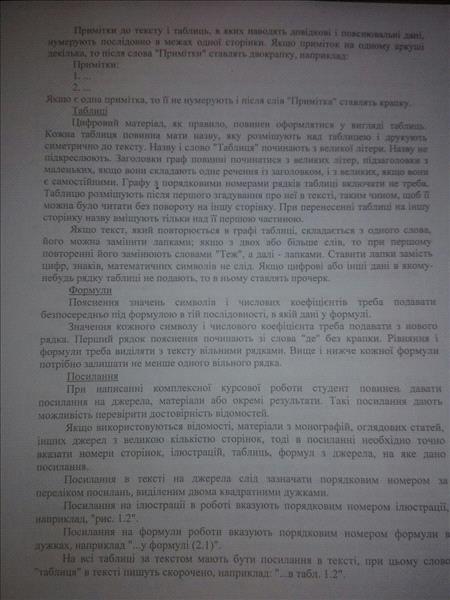 Примітки до тексту і таблиць, в яких наводять довідкові і пояснювальні дані,
нумерують послідовно в межах одної сторінки. Якщо приміток на одному аркуші
декілька, то після слова "Примітки" ставлять двокрапку, наприклад:
Примітки:
1. ...
2. ...
Якщо є одна примітка, то її не нумерують і після слів "Примітка" ставлять крапку.
Таблиці
Цифровий матеріал, як правило, повинен оформлятися у вигляді таблиць.
Кожна таблиця повинна мати назву, яку розміщують над таблицею і друкують
симетрично до тексту. Назву і слово "Таблиця" починають з великої літери. Назву не
підкреслюють. Заголовки граф повинні починатися з великих літер, підзаголовки з
маленьких, якщо вони складають одне речення із заголовком, і з великих, якщо вони
є самостійними. Графу з порядковими номерами рядків таблиці включати не треба.
Таблицю розміщують після першого згадування про неї в тексті, таким чином, щоб її
можна було читати без повороту на іншу сторінку. При перенесенні таблиці на іншу
сторінку назву вміщують тільки над її першою частиною.
Якщо текст, який повторюється в графі таблиці, складається з одного слова,
його можна замінити лапками; якщо з двох або більше слів, то при першому
повторенні його замінюють словами "Теж", а далі - лапками. Ставити лапки замість
цифр, знаків, математичних символів не слід. Якщо цифрові або інші дані в якому-
небудь рядку таблиці не подають, то в ньому ставлять прочерк.
Формули
Пояснення значень символів і числових коефіцієнтів треба подавати
безпосередньо під формулою в тій послідовності, в якій дані у формулі.
Значення кожного символу і числового коефіцієнта треба подавати з нового
рядка. Перший рядок пояснення починають зі слова "де" без крапки. Рівняння і
формули треба виділяти з тексту вільними рядками. Вище і нижче кожної формули
потрібно залишати не менше одного вільного рядка.
Посилання
При написанні комплексної курсової роботи студент повинен давати
посилання на джерела, матеріали або окремі результати. Такі посилання дають
можливість перевірити достовірність відомостей.
Якщо використовуються відомості, матеріали з монографій, оглядових статей,
інших джерел з великою кількістю сторінок, тоді в посиланні необхідно точно
вказати номери сторінок, ілюстрацій, таблиць, формул з джерела, на яке дано
посилання.
Посилання в тексті на джерела слід зазначати порядковим номером за
переліком посилань, виділеним двома квадратними дужками.
Посилання на ілюстрації в роботі вказують порядковим номером ілюстрації,
наприклад, "рис. 1.2".
Посилання на формули роботи вказують порядковим номером формули в
дужках, наприклад "...у формулі (2.1)".
На всі таблиці за текстом мають бути посилання в тексті, при цьому слово
"таблиця" в тексті пишуть скорочено, наприклад: "...в табл. 1.2".